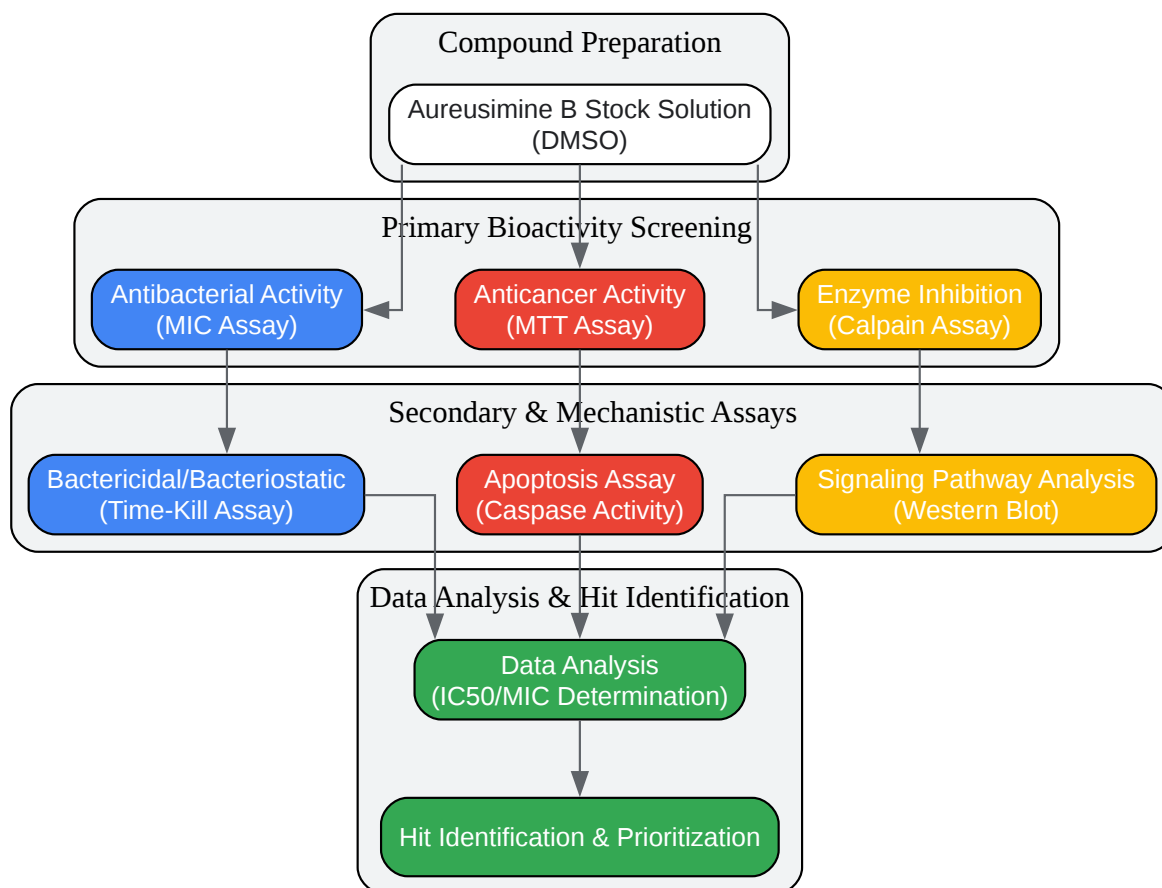 Compound Preparation
Aureusimine B Stock Solution
(DMSO)
Primary Bioactivity Screening
Antibacterial Activity
(MIC Assay)
Anticancer Activity
(MTT Assay)
Enzyme Inhibition
(Calpain Assay)
Secondary & Mechanistic Assays
Bactericidal/Bacteriostatic
(Time-Kill Assay)
Apoptosis Assay
(Caspase Activity)
Signaling Pathway Analysis
(Western Blot)
Data Analysis & Hit Identification
Data Analysis
(IC50/MIC Determination)
Hit Identification & Prioritization